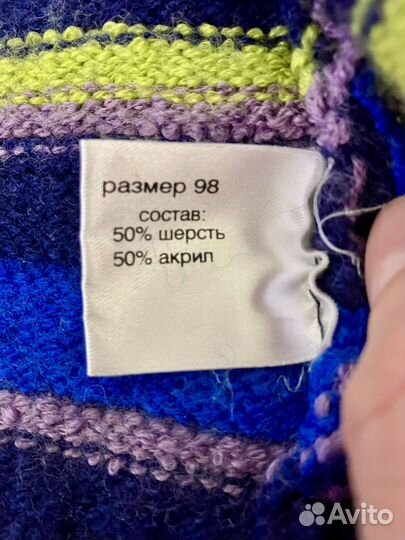 размер 98
состав:
50% шерсть
50% акрил
Avito